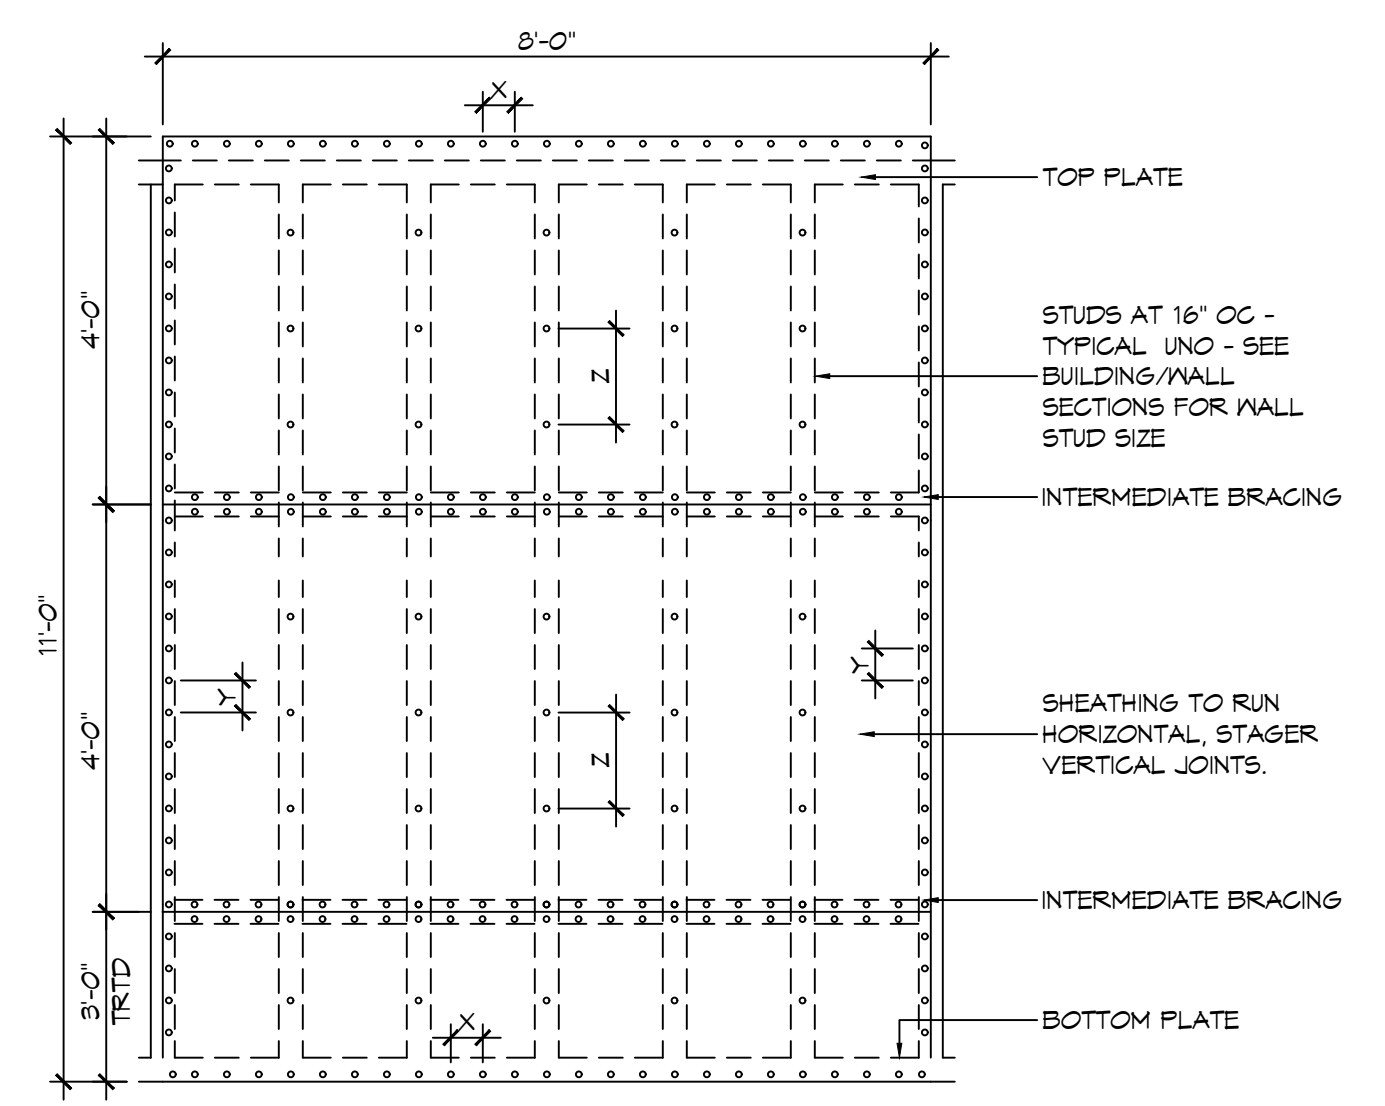 8'-0"
X
TOP PLATE
4'-0"
STUDS AT 16" OC -
TYPICAL UNO - SEE
BUILDING/WALL
SECTIONS FOR WALL
STUD SIZE
Z
INTERMEDIATE BRACING
11'-0"
Y
Y
4'-0"
Z
SHEATHING TO RUN
HORIZONTAL, STAGER
VERTICAL JOINTS.
INTERMEDIATE BRACING
3'-0"
TRTD
X
BOTTOM PLATE